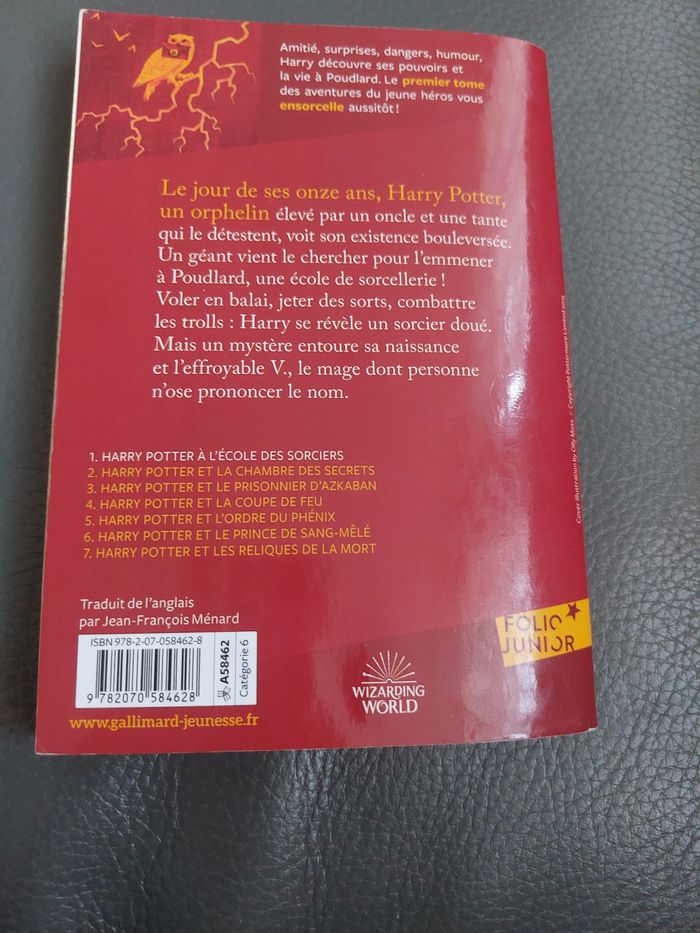 Amitié, surprises, dangers, humour,
Harry découvre ses pouvoirs et
la vie à Poudlard. Le premier tome
des aventures du jeune héros vous
ensorcelle aussitôt !
Le jour de ses onze ans, Harry Potter,
un orphelin élevé par un oncle et une tante
qui le détestent, voit son existence bouleversée.
Un géant vient le chercher pour l'emmener
à Poudlard, une école de sorcellerie !
Voler en balai, jeter des sorts, combattre
les trolls : Harry se révèle un sorcier doué.
Mais un mystère entoure sa naissance
et l'effroyable V., le mage dont personne
n'ose prononcer le nom.
1. HARRY POTTER À L'ÉCOLE DES SORCIERS
2. HARRY POTTER ET LA CHAMBRE DES SECRETS
3. HARRY POTTER ET LE PRISONNIER D'AZKABAN
4. HARRY POTTER ET LA COUPE DE FEU
5. HARRY POTTER ET L'ORDRE DU PHÉNIX
6. HARRY POTTER ET LE PRINCE DE SANG-MÊLÉ
7. HARRY POTTER ET LES RELIQUES DE LA MORT
Cover illustration by Olly Moss. © Copyright Pottermore Limited 2015
Traduit de l'anglais
par Jean-François Ménard
ISBN 978-2-07-058462-8
9 782070 584628
A58462
Catégorie 6
www.gallimard-jeunesse.fr
WIZARDING
WORLD
FOLIO
JUNIOR